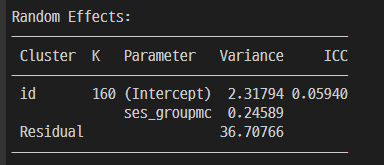 Random Effects:
Cluster K Parameter Variance ICC
id 160 (Intercept) 2.31794 0.05940
ses_groupmc 0.24589
Residual 36.70766